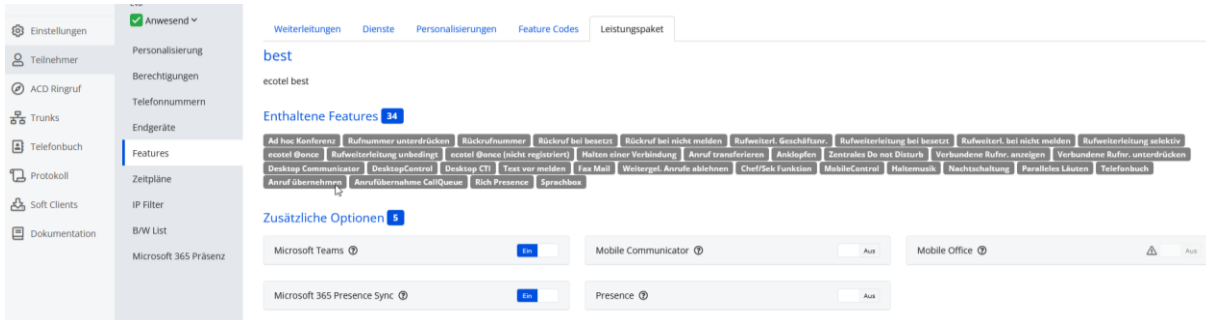 Anwesend
Einstellungen
Teilnehmer
ACD Ringruf
Trunks
Telefonbuch
Protokoll
Soft Clients
Dokumentation
Personalisierung
Berechtigungen
Telefonnummern
Endgeräte
Features
Zeitpläne
IP Filter
B/W List
Microsoft 365 Präsenz
Weiterleitungen Dienste Personalisierungen Feature Codes Leistungspaket
best
ecotel best
Enthaltene Features 34
Ad hoc Konferenz Rufnummer unterdrücken Rückrufnummer Rückruf bei besetzt Rückruf bei nicht melden Rufweiterl. Geschäftanr. Rufweiterleitung bei besetzt Rufweiterl. bei nicht melden Rufweiterleitung selektiv
ecotel @once Rufweiterleitung unbedingt ecotel @once (nicht registriert) Halten einer Verbindung Anruf transferieren Anklopfen Zentrales Do not Disturb Verbundene Rufnr. anzeigen Verbundene Rufnr. unterdrücken
Desktop Communicator DesktopControl Desktop CTI Text vor melden Fax Mail Weitergel. Anrufe ablehnen Chef/Sek Funktion MobileControl Haltemusik Nachtschaltung Paralleles Läuten Telefonbuch
Anruf übernehmen Anrufübernahme CallQueue Rich Presence Sprachbox
Zusätzliche Optionen 5
Microsoft Teams Ein Mobile Communicator Aus Mobile Office Aus
Microsoft 365 Presence Sync Ein Presence Aus